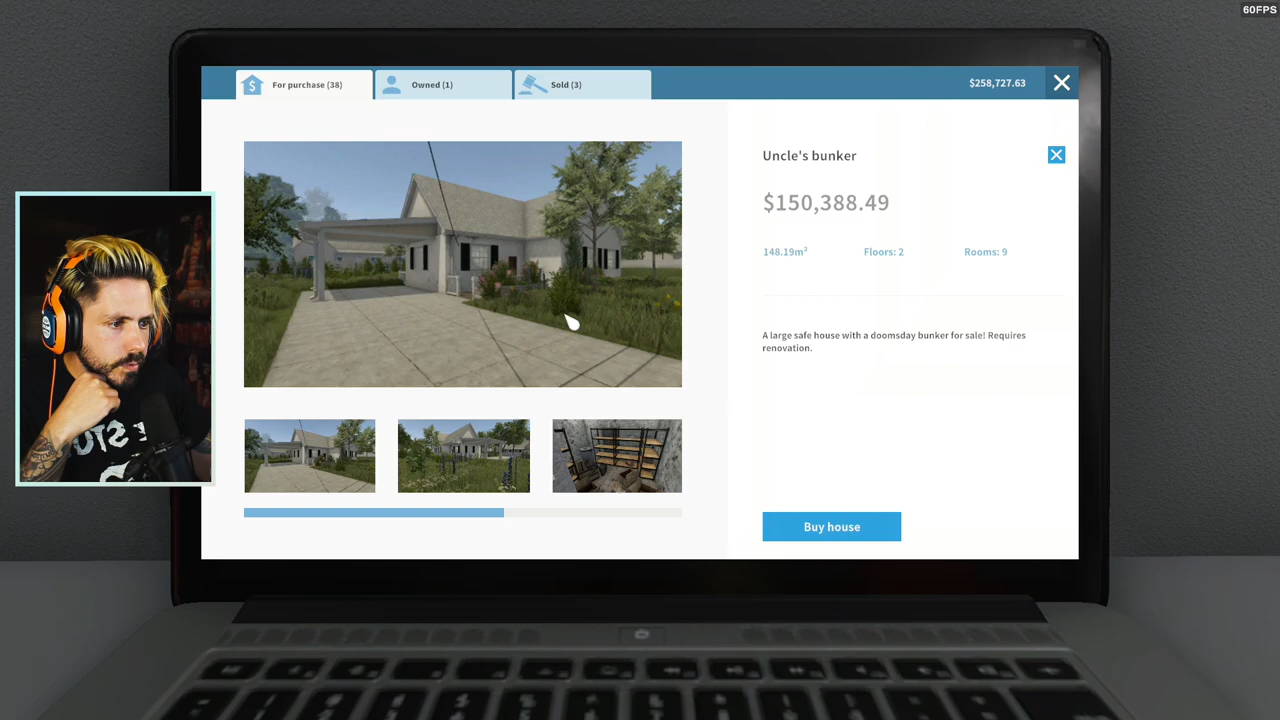 60FPS
For purchase (38)
Owned (1)
Sold (3)
$258,727.63
Uncle's bunker
$150,388.49
148.19m²
Floors: 2
Rooms: 9
A large safe house with a doomsday bunker for sale! Requires
renovation.
Buy house